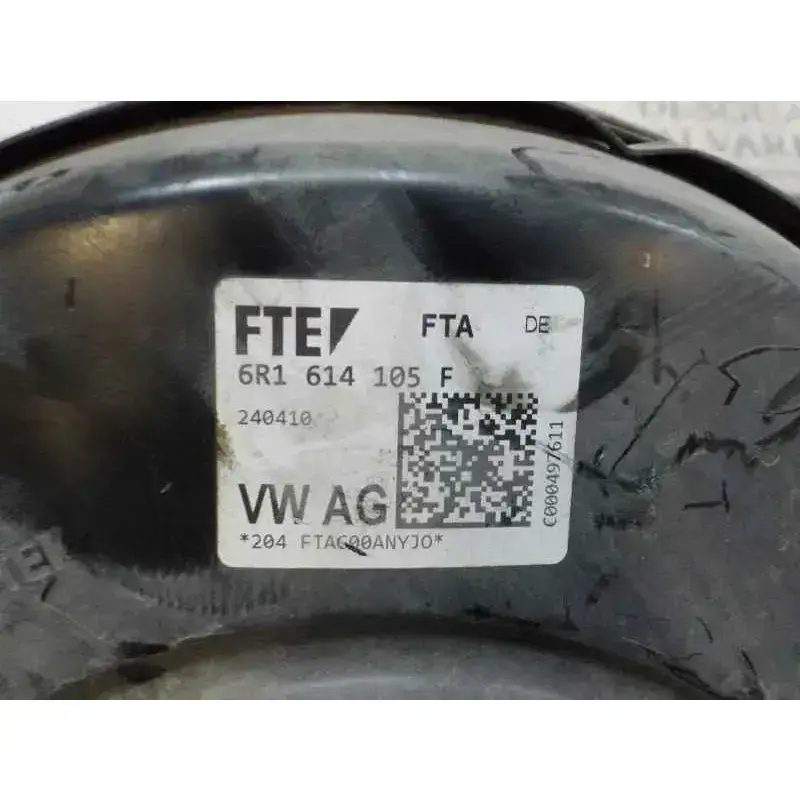 FTE FTA DE
6R1 614 105 F
240410
VW AG
*204 FTAC00ANYJO*
C000497611